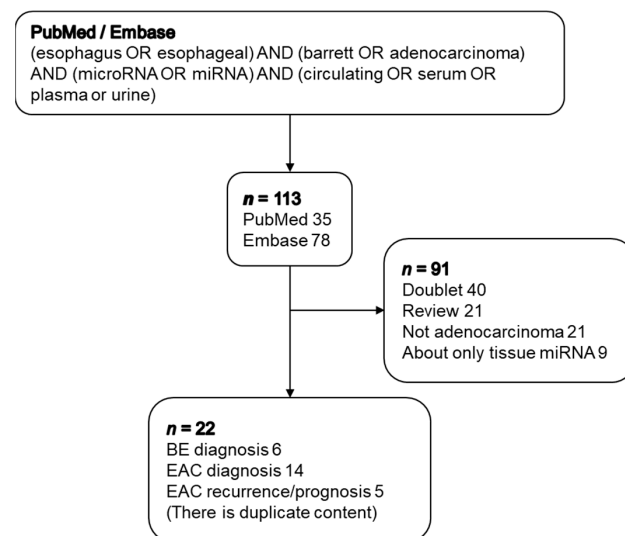 PubMed / Embase
(esophagus OR esophageal) AND (barrett OR adenocarcinoma)
AND (microRNA OR miRNA) AND (circulating OR serum OR
plasma or urine)
n = 113
PubMed 35
Embase 78
n = 91
Doublet 40
Review 21
Not adenocarcinoma 21
About only tissue miRNA 9
n = 22
BE diagnosis 6
EAC diagnosis 14
EAC recurrence/prognosis 5
(There is duplicate content)